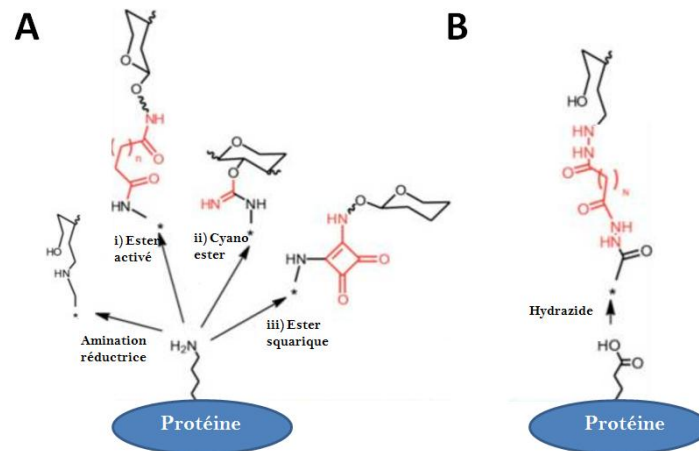 A
B
O
O
O
NH
n
O
O
HN
*
O
HN
NH
*
i) Ester
activé
ii) Cyano
ester
HO
HN
*
O
HN
NH
O
O
*
iii) Ester
squarique
Amination
réductrice
H₂N
Protéine
HO
NH
HN
O
N
O
NH
HN
O
*
Hydrazide
HO
O
Protéine